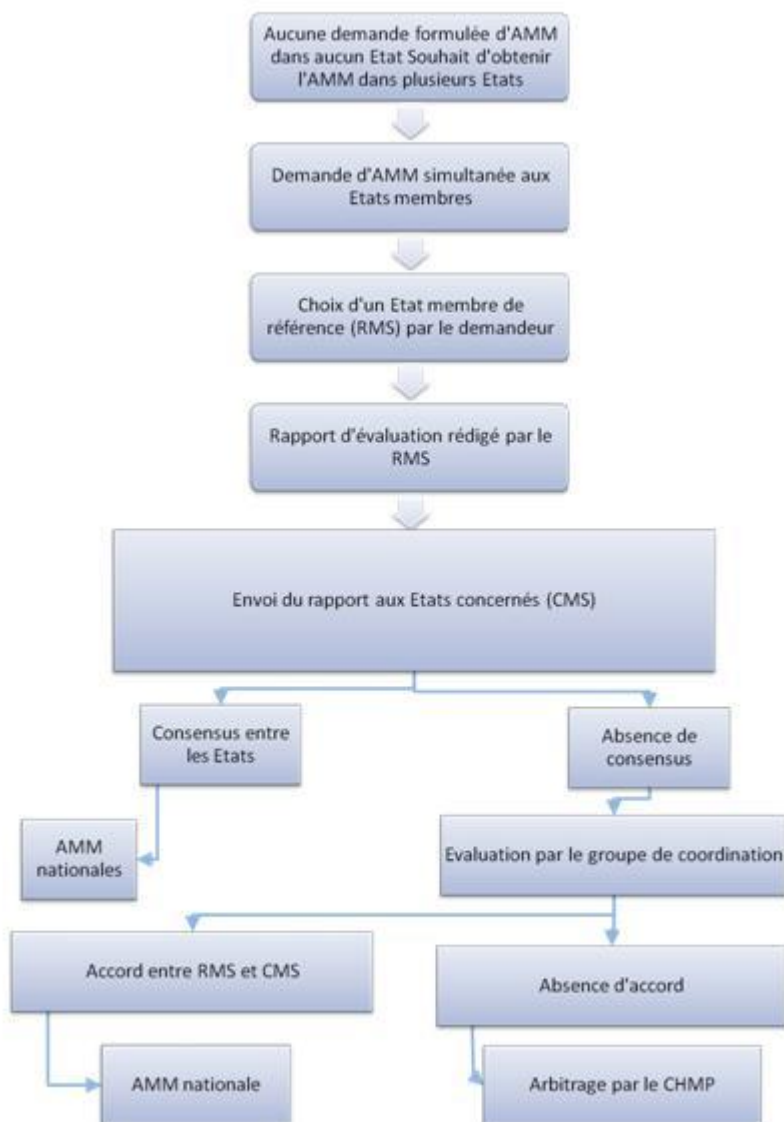 Aucune demande formulée d'AMM
dans aucun Etat Souhait d'obtenir
l'AMM dans plusieurs Etats
Demande d'AMM simultanée aux
Etats membres
Choix d'un Etat membre de
référence (RMS) par le demandeur
Rapport d'évaluation rédigé par le
RMS
Envoi du rapport aux Etats concernés (CMS)
Consensus entre
les Etats
Absence de
consensus
AMM
nationales
Evaluation par le groupe de coordination
Accord entre RMS et CMS
Absence d'accord
AMM nationale
Arbitrage par le CHMP